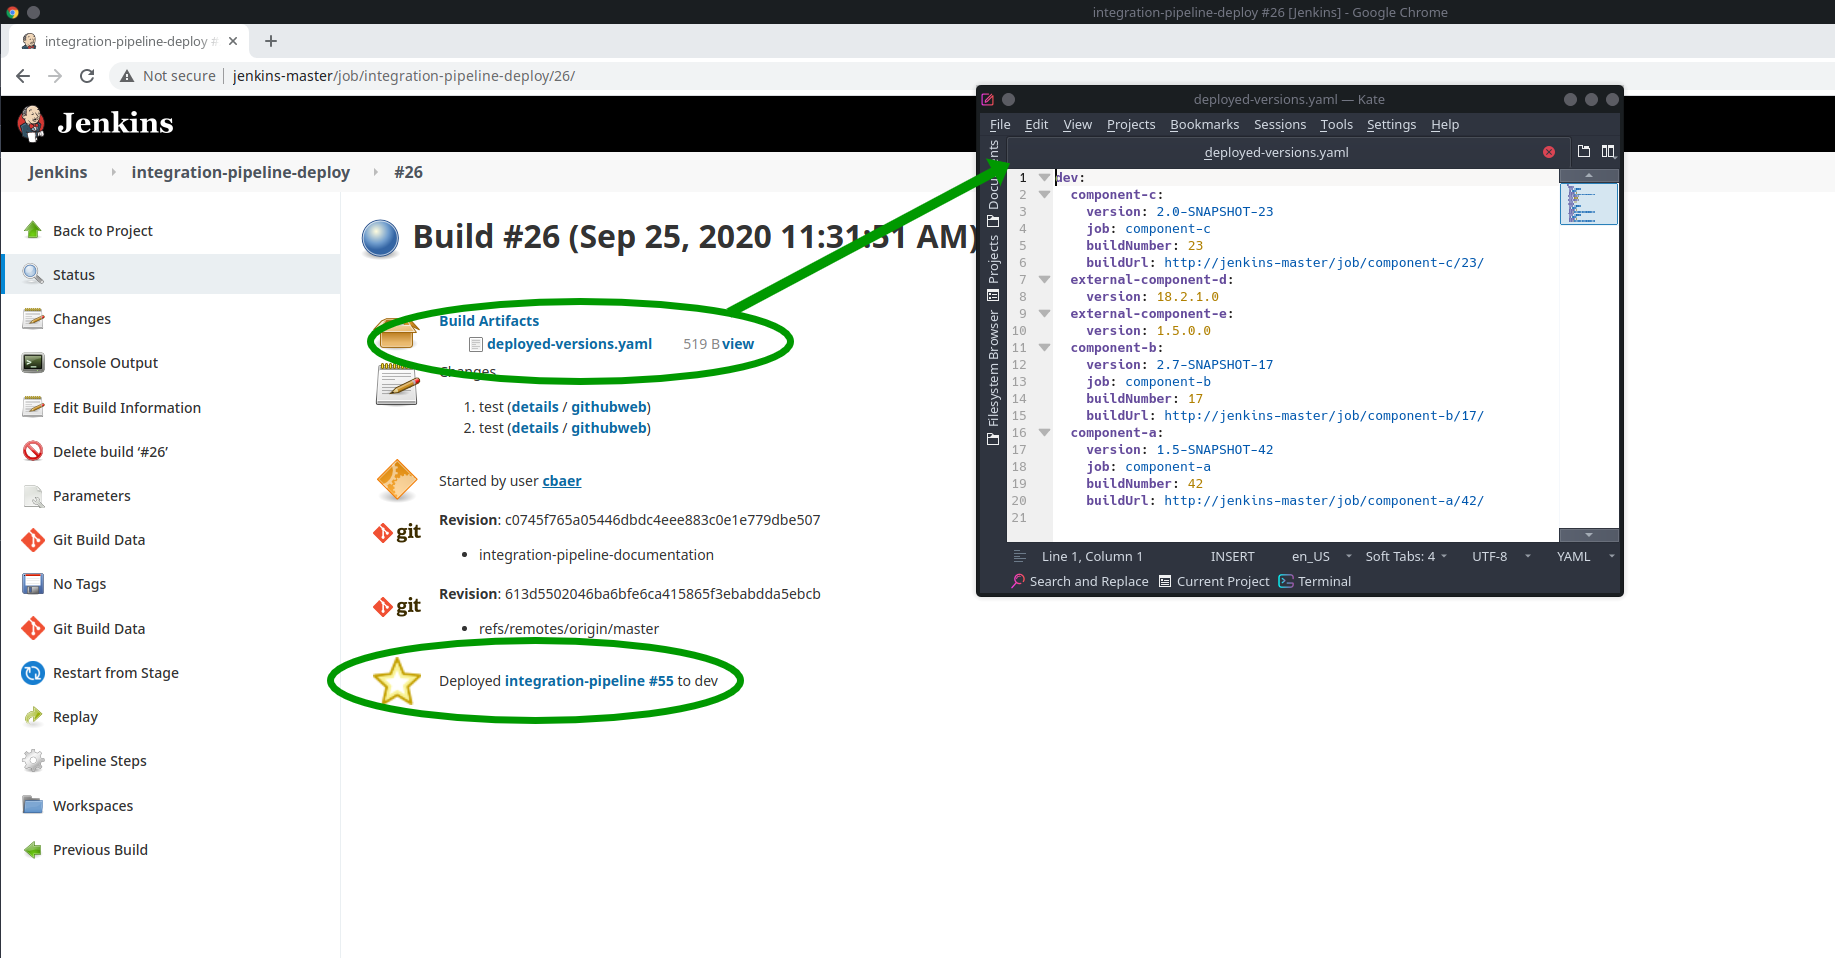 integration-pipeline-deploy #26 [Jenkins] - Google Chrome
integration-pipeline-deploy #
Not secure
jenkins-master/job/integration-pipeline-deploy/26/
Jenkins
Jenkins integration-pipeline-deploy #26
Back to Project
Status
Changes
Console Output
Edit Build Information
Delete build ‘#26’
Parameters
Git Build Data
No Tags
Git Build Data
Restart from Stage
Replay
Pipeline Steps
Workspaces
Previous Build
Build #26 (Sep 25, 2020 11:31:51 AM)
Build Artifacts
deployed-versions.yaml 519 B view
Changes
1. test (details / githubweb)
2. test (details / githubweb)
Started by user cbaer
git
Revision: c0745f765a05446dbdc4eee883c0e1e779dbe507
• integration-pipeline-documentation
git
Revision: 613d5502046ba6bfe6ca415865f3ebabdda5ebcb
• refs/remotes/origin/master
Deployed integration-pipeline #55 to dev
deployed-versions.yaml — Kate
File Edit View Projects Bookmarks Sessions Tools Settings Help
deployed-versions.yaml
Projects
Filesystem Browser
1 dev:
2 component-c:
3 version: 2.0-SNAPSHOT-23
4 job: component-c
5 buildNumber: 23
6 buildUrl: http://jenkins-master/job/component-c/23/
7 external-component-d:
8 version: 18.2.1.0
9 external-component-e:
10 version: 1.5.0.0
11 component-b:
12 version: 2.7-SNAPSHOT-17
13 job: component-b
14 buildNumber: 17
15 buildUrl: http://jenkins-master/job/component-b/17/
16 component-a:
17 version: 1.5-SNAPSHOT-42
18 job: component-a
19 buildNumber: 42
20 buildUrl: http://jenkins-master/job/component-a/42/
21
Line 1, Column 1 INSERT en_US Soft Tabs: 4 UTF-8 YAML
Search and Replace Current Project Terminal